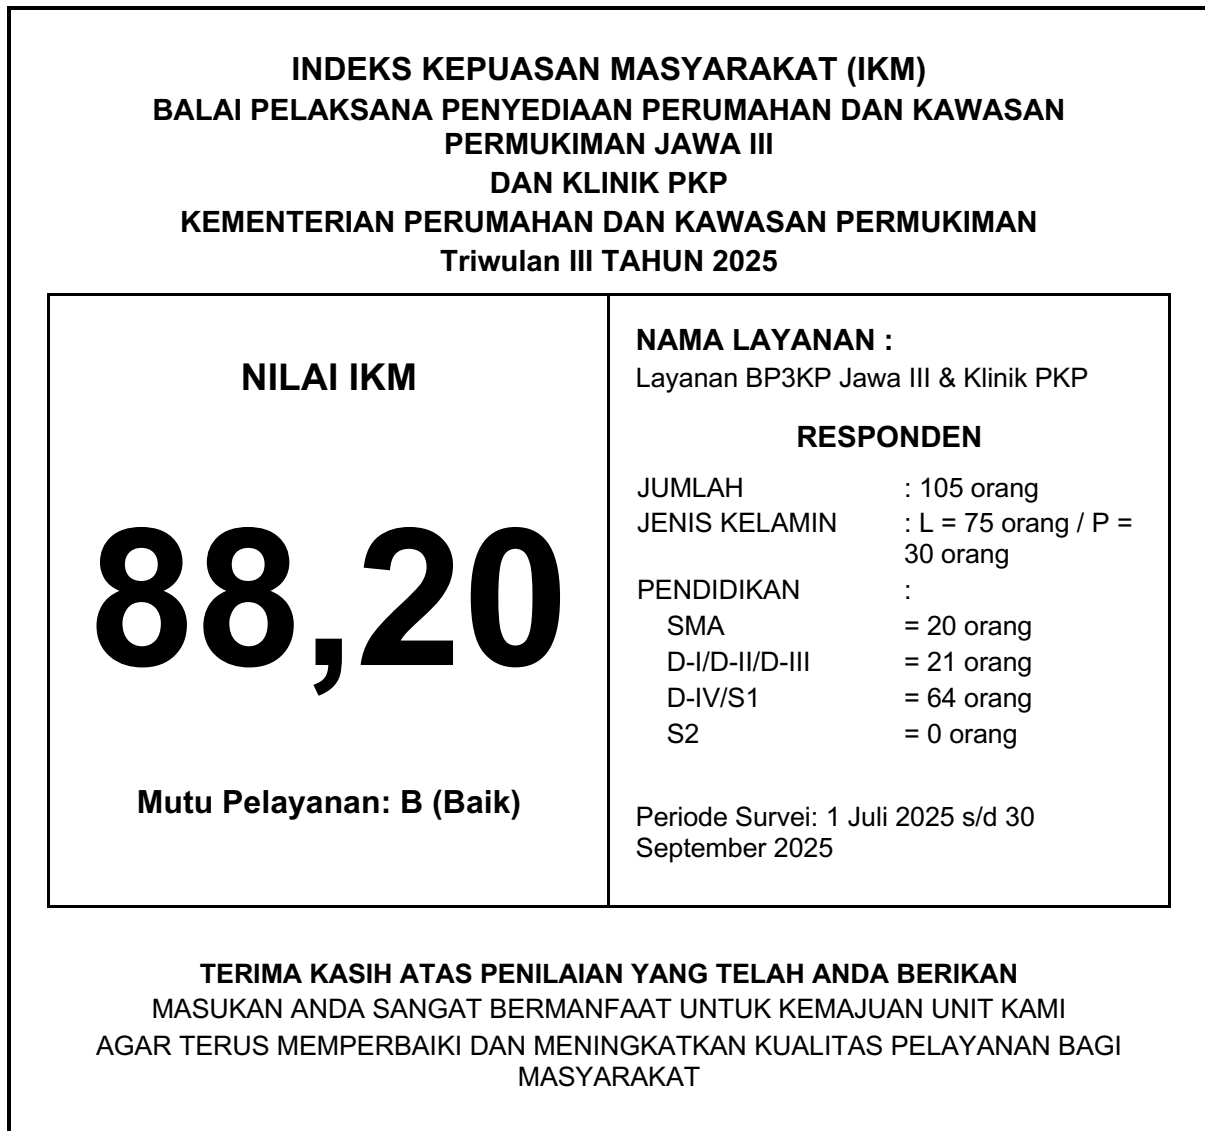 INDEKS KEPUASAN MASYARAKAT (IKM)
BALAI PELAKSANA PENYEDIAAN PERUMAHAN DAN KAWASAN
PERMUKIMAN JAWA III
DAN KLINIK PKP
KEMENTERIAN PERUMAHAN DAN KAWASAN PERMUKIMAN
Triwulan III TAHUN 2025
NILAI IKM
88,20
Mutu Pelayanan: B (Baik)
NAMA LAYANAN :
Layanan BP3KP Jawa III & Klinik PKP
RESPONDEN
JUMLAH : 105 orang
JENIS KELAMIN : L = 75 orang / P =
30 orang
PENDIDIKAN :
SMA = 20 orang
D-I/D-II/D-III = 21 orang
D-IV/S1 = 64 orang
S2 = 0 orang
Periode Survei: 1 Juli 2025 s/d 30
September 2025
TERIMA KASIH ATAS PENILAIAN YANG TELAH ANDA BERIKAN
MASUKAN ANDA SANGAT BERMANFAAT UNTUK KEMAJUAN UNIT KAMI
AGAR TERUS MEMPERBAIKI DAN MENINGKATKAN KUALITAS PELAYANAN BAGI
MASYARAKAT